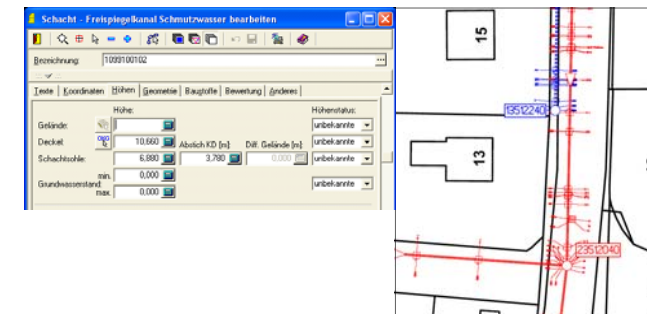 Schacht - Freispiegelkanal Schmutzwasser bearbeiten
Bezeichnung: 1099100102
Texte Koordinaten Höhen Geometrie Baustoffe Bewertung Anderes
Höhe: Höhenstatus:
Gelände: unbekannte
Deckel: 10,660 Abstich KD [m]: Diff. Gelände [m]: unbekannte
Schachtsohle: 6,880 3,780 0,000 unbekannte
min. 0,000
Grundwasserstand: unbekannte
max. 0,000
15
13512240
13
23512040